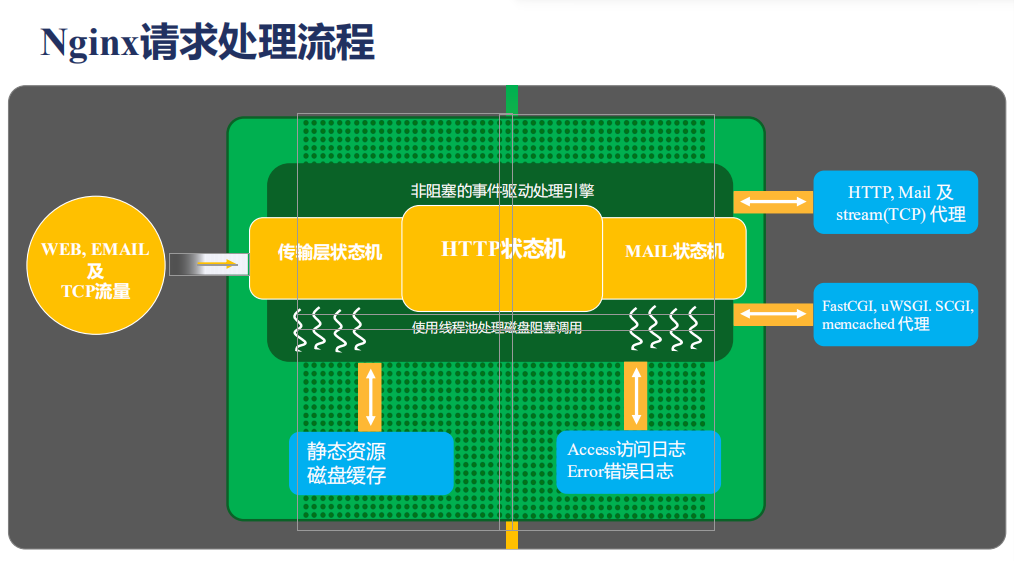 Nginx请求处理流程
非阻塞的事件驱动处理引擎
WEB, EMAIL
及
TCP流量
传输层状态机
HTTP状态机
MAIL状态机
使用线程池处理磁盘阻塞调用
HTTP, Mail 及
stream(TCP) 代理
FastCGI, uWSGI. SCGI,
memcached 代理
静态资源
磁盘缓存
Access访问日志
Error错误日志